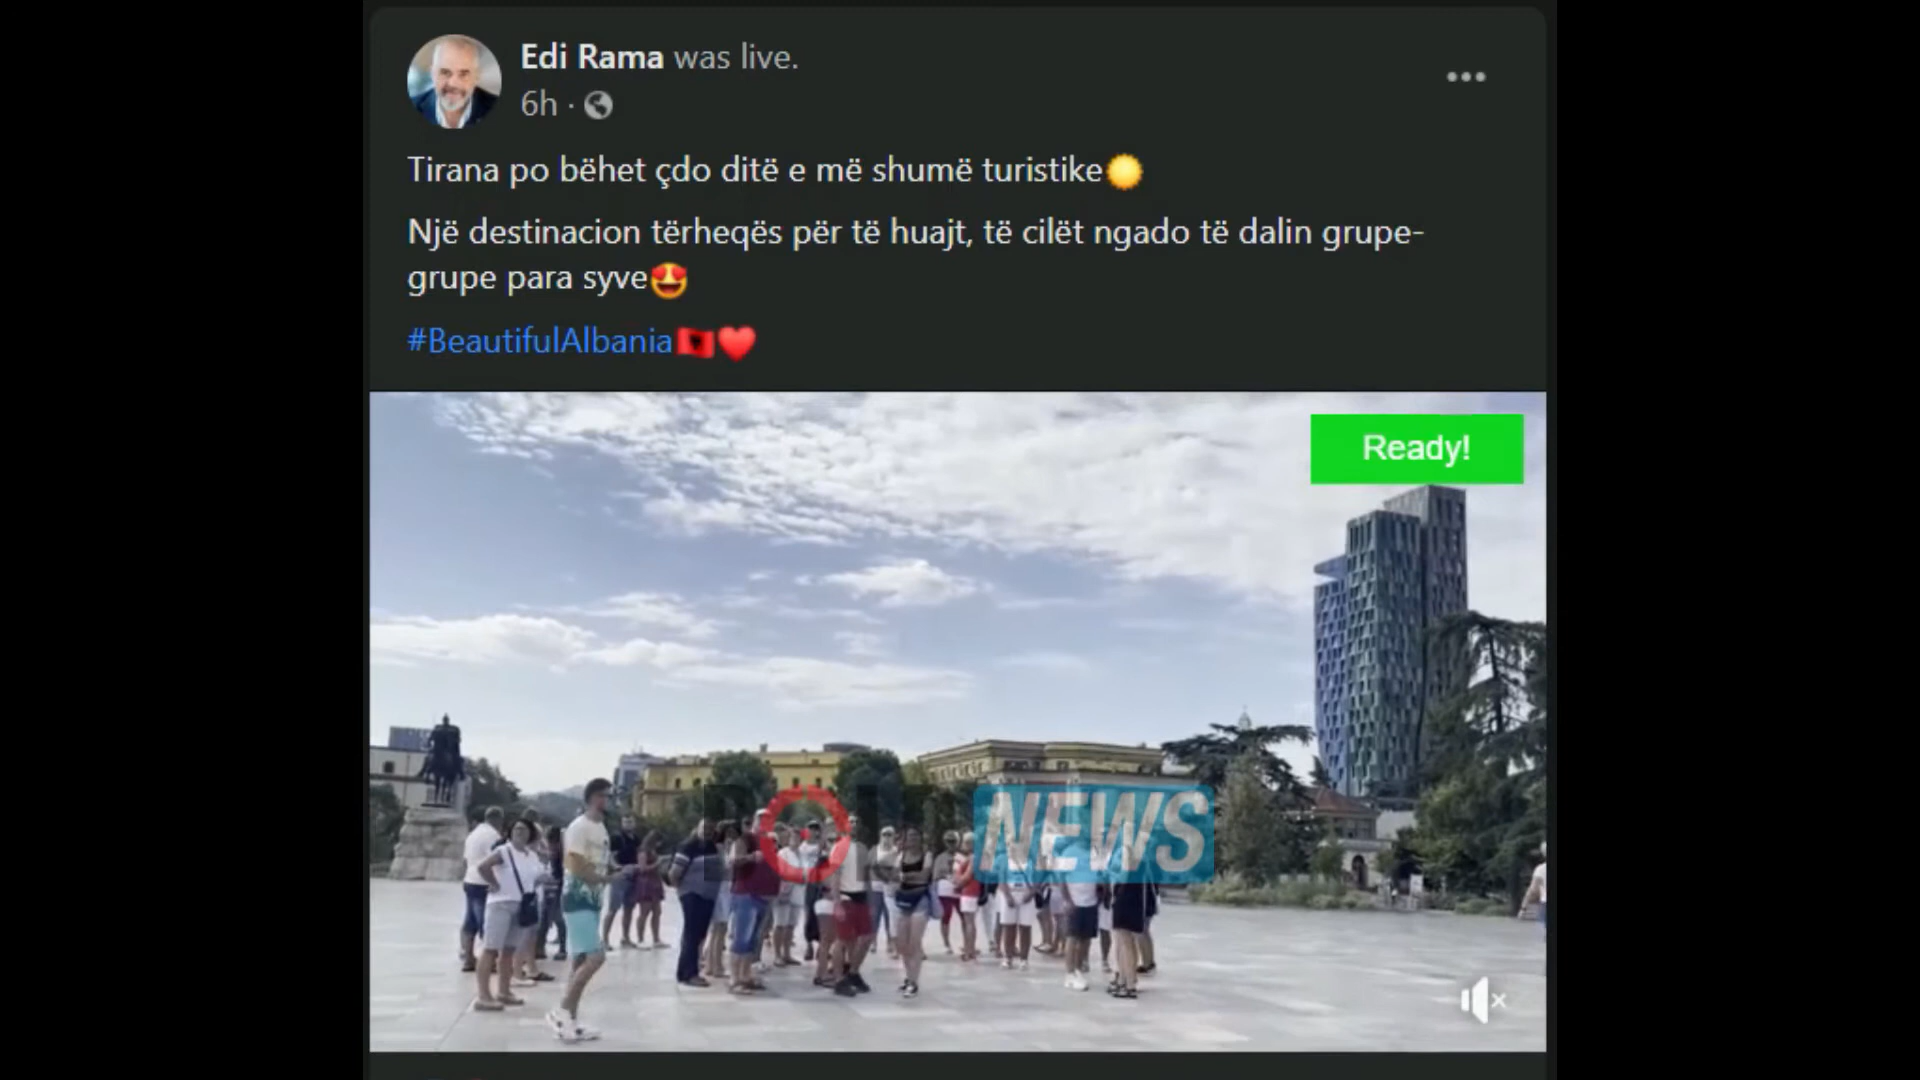 Edi Rama was live.
6h ·
Tirana po bëhet çdo ditë e më shumë turistike
Një destinacion tërheqës për të huajt, të cilët ngado të dalin grupe-
grupe para syve
#BeautifulAlbania
Ready!
BOLD NEWS